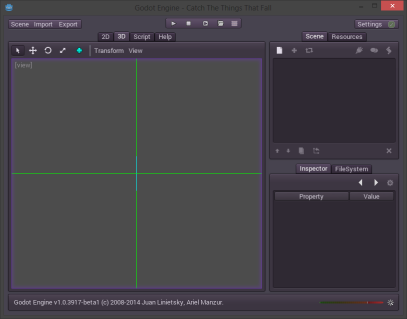 Godot Engine - Catch The Things That Fall
Scene Import Export
Settings
2D 3D Script Help
Scene Resources
Transform View
[view]
Inspector FileSystem
Property Value
Godot Engine v1.0.3917-beta1 (c) 2008-2014 Juan Linietsky, Ariel Manzur.